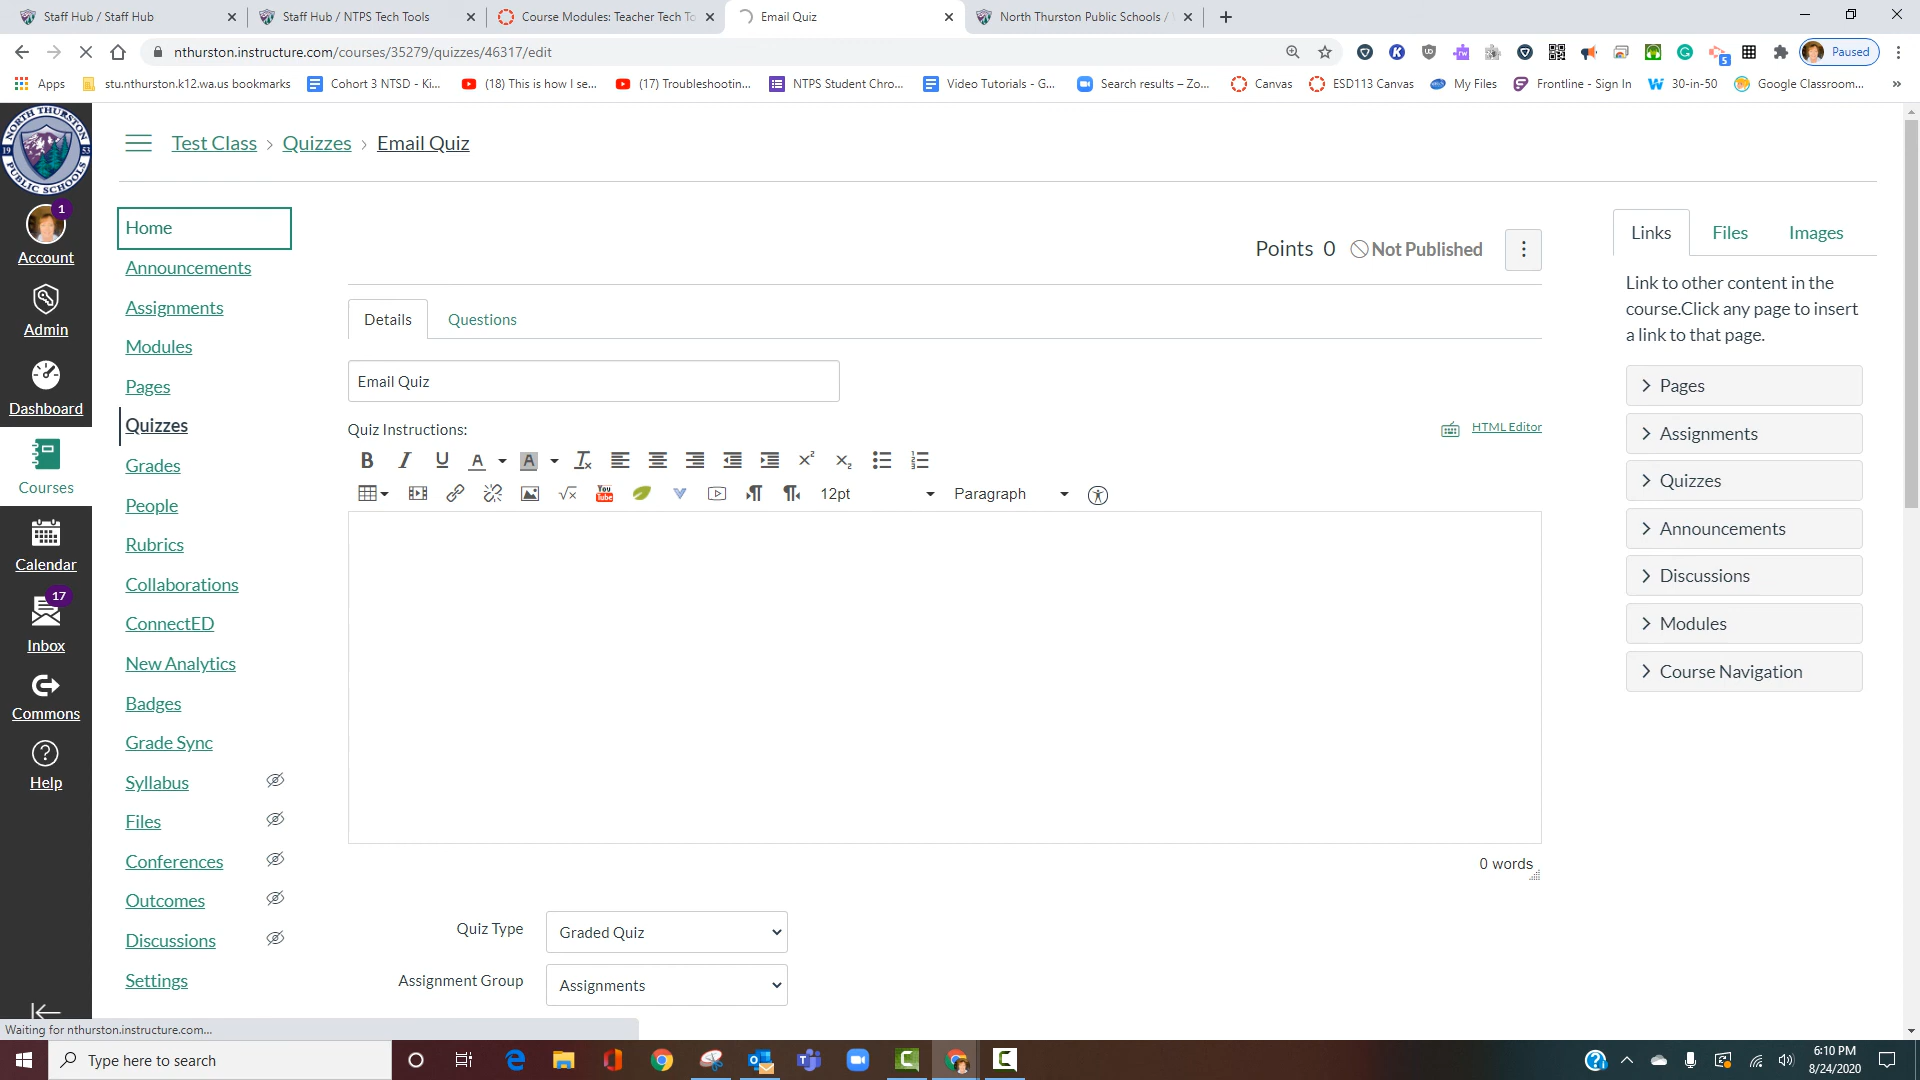 Staff Hub / Staff Hub
Staff Hub / NTPS Tech Tools
Course Modules: Teacher Tech To
Email Quiz
North Thurston Public Schools /
nthurston.instructure.com/courses/35279/quizzes/46317/edit
Paused
Apps
stu.nthurston.k12.wa.us bookmarks
Cohort 3 NTSD - Ki...
(18) This is how I se...
(17) Troubleshootin...
NTPS Student Chro...
Video Tutorials - G...
Search results – Zo...
Canvas
ESD113 Canvas
My Files
Frontline - Sign In
30-in-50
Google Classroom...
NORTH THURSTON
19 53
PUBLIC SCHOOLS
Test Class > Quizzes > Email Quiz
1
Account
Admin
Dashboard
Courses
Calendar
17
Inbox
Commons
Help
Home
Announcements
Assignments
Modules
Pages
Quizzes
Grades
People
Rubrics
Collaborations
ConnectED
New Analytics
Badges
Grade Sync
Syllabus
Files
Conferences
Outcomes
Discussions
Settings
Points 0 Not Published
Details
Questions
Email Quiz
Quiz Instructions:
HTML Editor
12pt
Paragraph
0 words
Quiz Type
Graded Quiz
Assignment Group
Assignments
Links
Files
Images
Link to other content in the
course.Click any page to insert
a link to that page.
Pages
Assignments
Quizzes
Announcements
Discussions
Modules
Course Navigation
Waiting for nthurston.instructure.com...
Type here to search
6:10 PM
8/24/2020